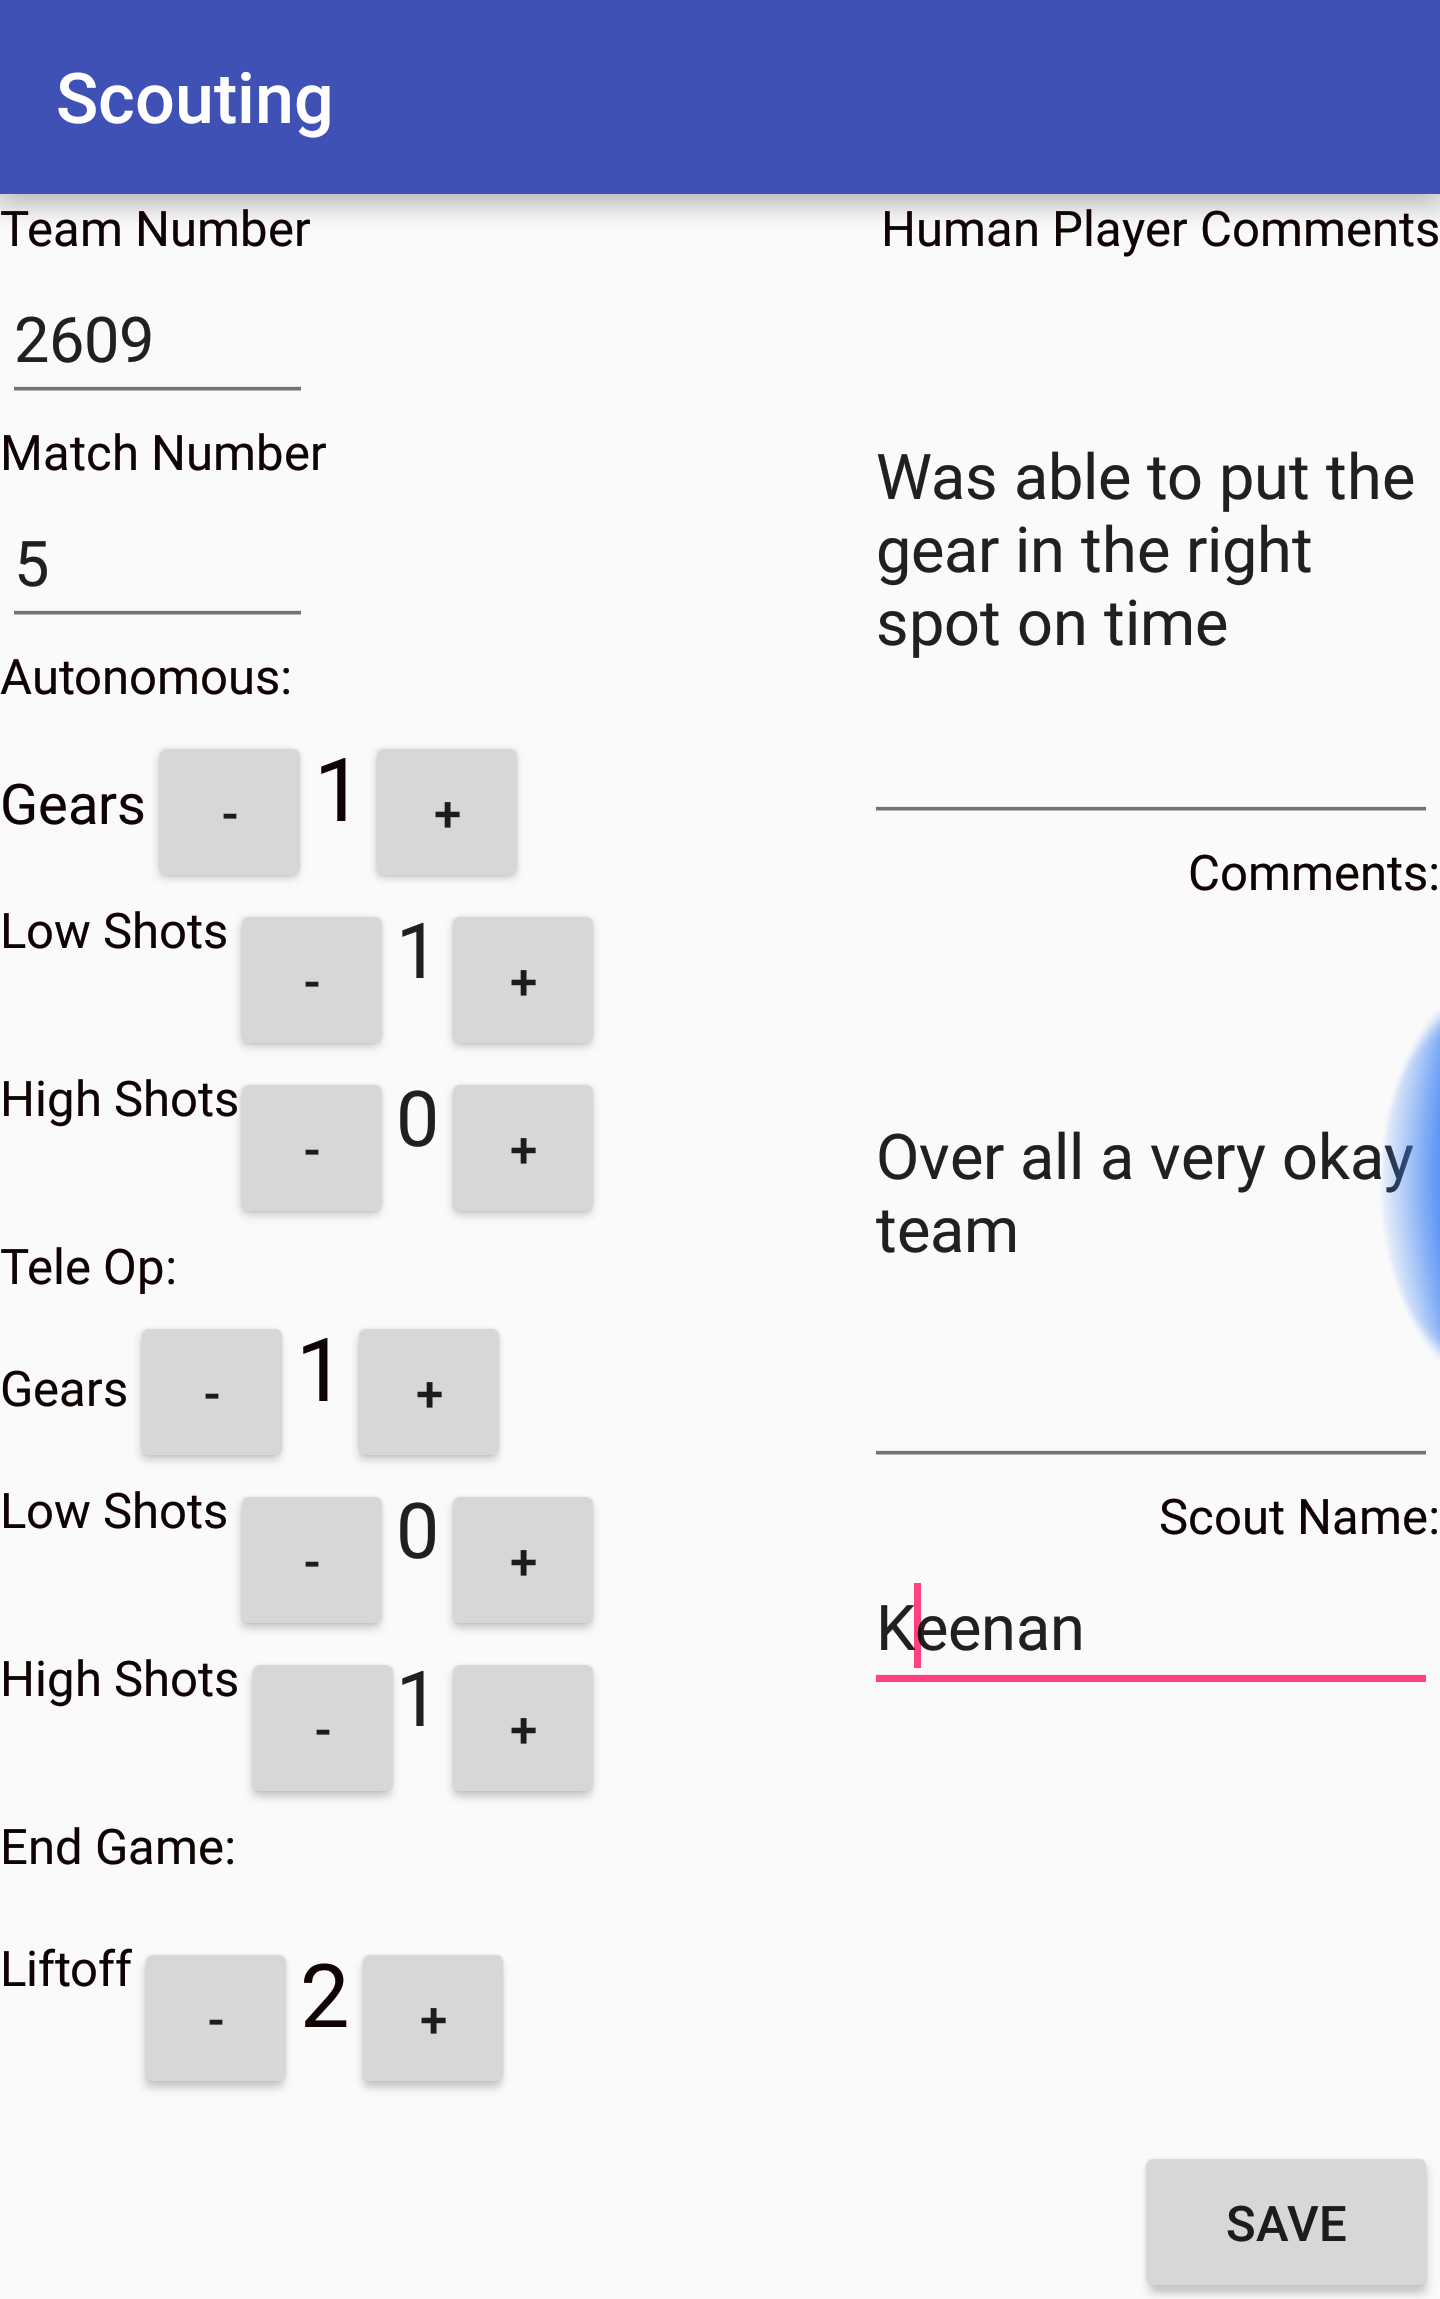 Scouting
Team Number
2609
Match Number
5
Autonomous:
Gears - 1 +
Low Shots - 1 +
High Shots - 0 +
Tele Op:
Gears - 1 +
Low Shots - 0 +
High Shots - 1 +
End Game:
Liftoff - 2 +
Human Player Comments
Was able to put the
gear in the right
spot on time
Comments:
Over all a very okay
team
Scout Name:
Keenan
SAVE